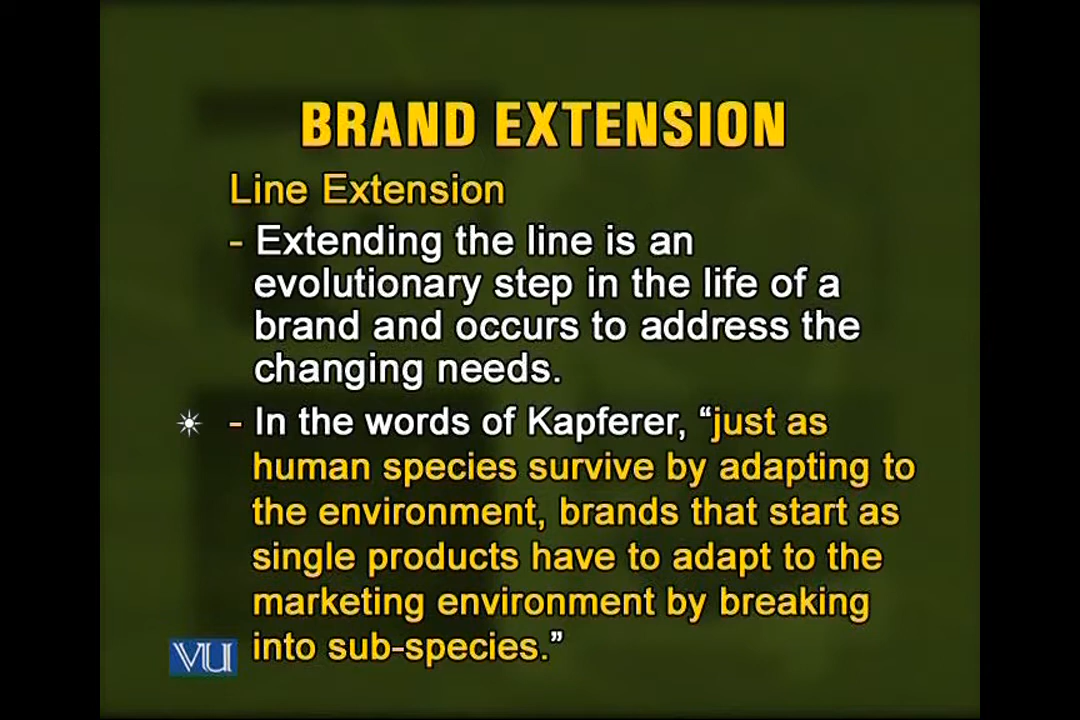 BRAND EXTENSION
Line Extension
- Extending the line is an
evolutionary step in the life of a
brand and occurs to address the
changing needs.
- In the words of Kapferer, “just as
human species survive by adapting to
the environment, brands that start as
single products have to adapt to the
marketing environment by breaking
into sub-species.”
VU